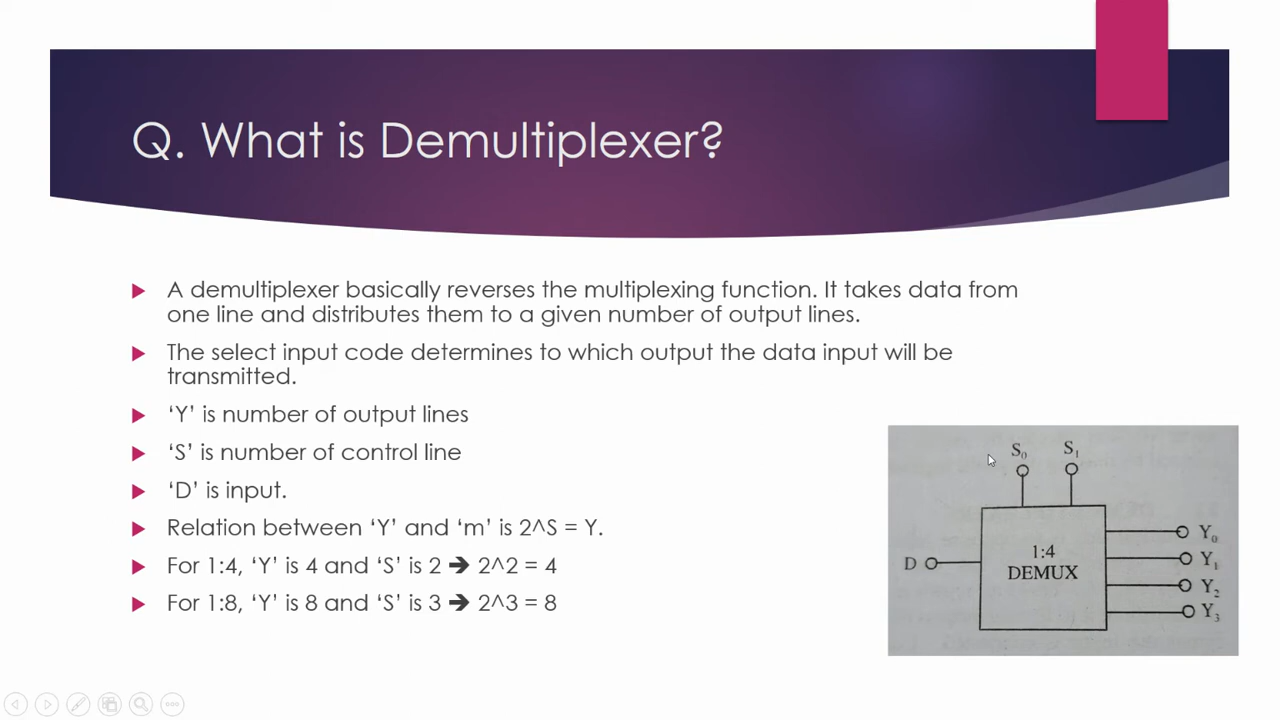 Q. What is Demultiplexer?
A demultiplexer basically reverses the multiplexing function. It takes data from
one line and distributes them to a given number of output lines.
The select input code determines to which output the data input will be
transmitted.
‘Y’ is number of output lines
‘S’ is number of control line
‘D’ is input.
Relation between ‘Y’ and ‘m’ is 2^S = Y.
For 1:4, ‘Y’ is 4 and ‘S’ is 2 🡺 2^2 = 4
For 1:8, ‘Y’ is 8 and ‘S’ is 3 🡺 2^3 = 8
S₀ S₁
D
1:4
DEMUX
Y₀
Y₁
Y₂
Y₃